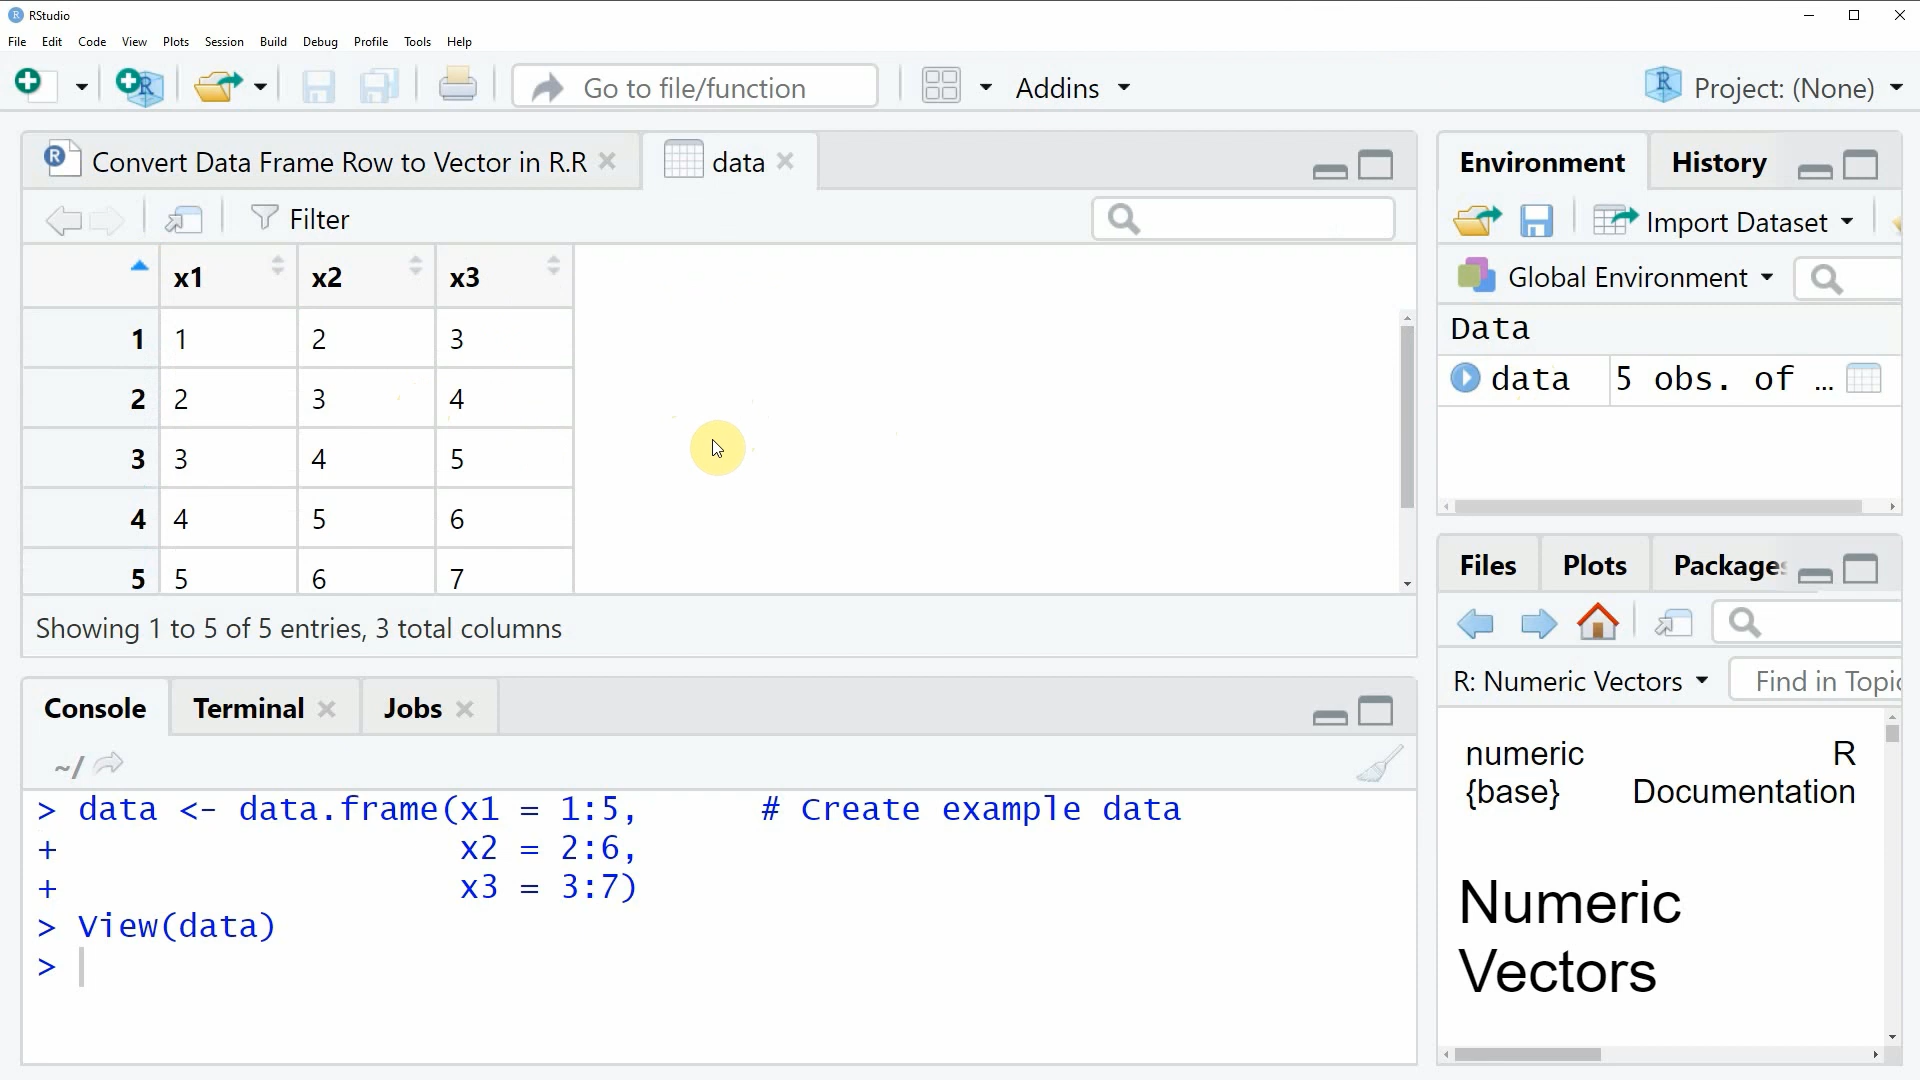 RStudio
File Edit Code View Plots Session Build Debug Profile Tools Help
Go to file/function Addins Project: (None)
Convert Data Frame Row to Vector in R.R data
Filter
x1 x2 x3
1 1 2 3
2 2 3 4
3 3 4 5
4 4 5 6
5 5 6 7
Showing 1 to 5 of 5 entries, 3 total columns
Console Terminal Jobs
~/
> data <- data.frame(x1 = 1:5, # Create example data
+ x2 = 2:6,
+ x3 = 3:7)
> View(data)
>
Environment History
Import Dataset
Global Environment
Data
data 5 obs. of ...
Files Plots Packages
R: Numeric Vectors Find in Topic
numeric R
{base} Documentation
Numeric
Vectors